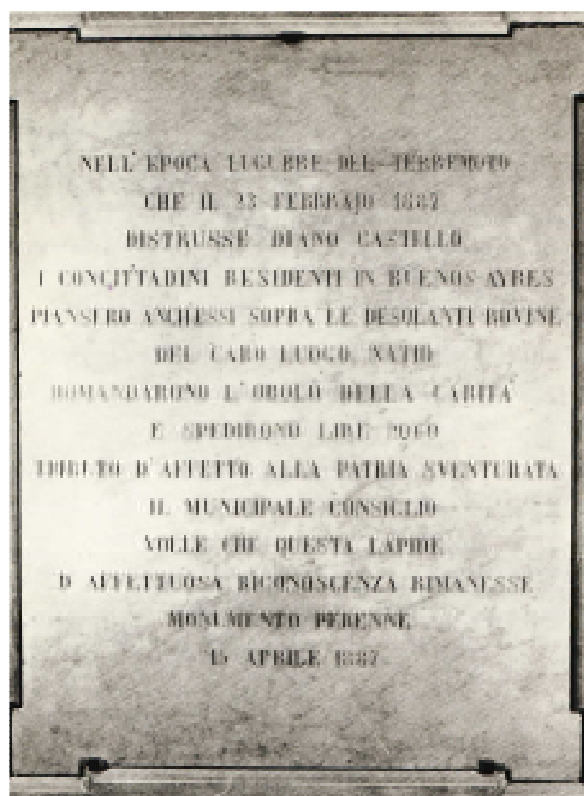 NELL' EPOCA LUGUBRE DEL TERREMOTO
CHE IL 23 FEBBRAJO 1887
DISTRUSSE DIANO CASTELLO
I CONCITTADINI RESIDENTI IN BUENOS AYRES
PIANSERO ANCH'ESSI SOPRA LE DESOLANTI ROVINE
DEL CARO LUOGO NATIO
DOMANDARONO L'OBOLO DELLA CARITÀ
E SPEDIRONO LIRE
TRIBUTO D'AFFETTO ALLA PATRIA SVENTURATA
IL MUNICIPALE CONSIGLIO
VOLLE CHE QUESTA LAPIDE
D'AFFETTUOSA RICONOSCENZA RIMANESSE
MONUMENTO PERENNE
15 APRILE 1887